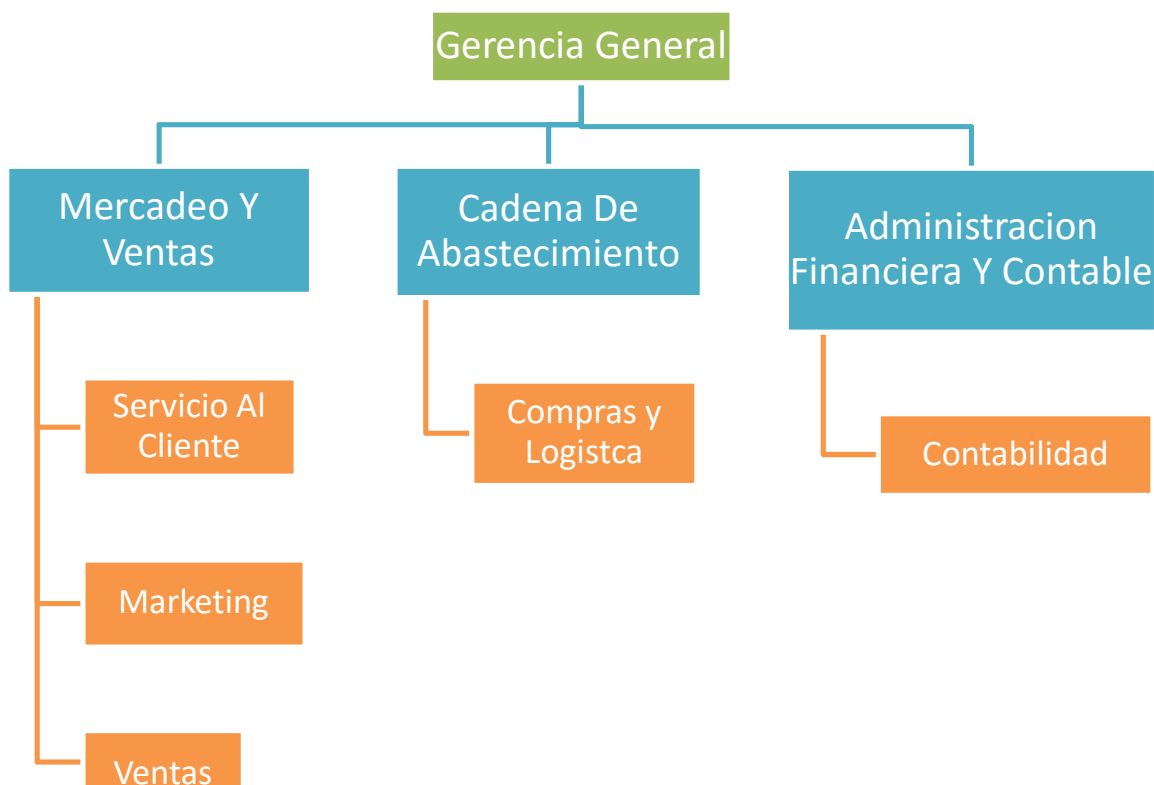 Gerencia General
Mercadeo Y
Ventas
Cadena De
Abastecimiento
Administracion
Financiera Y Contable
Servicio Al
Cliente
Compras y
Logistca
Contabilidad
Marketing
Ventas